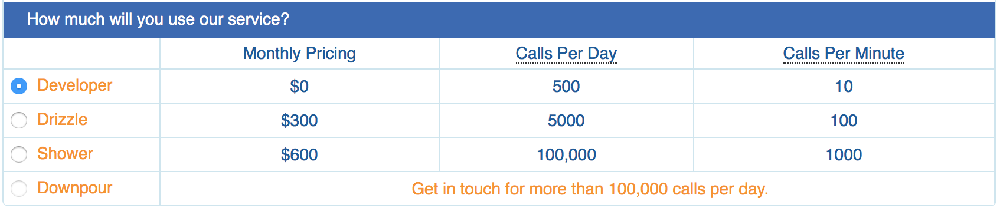 How much will you use our service?
Monthly Pricing Calls Per Day Calls Per Minute
Developer $0 500 10
Drizzle $300 5000 100
Shower $600 100,000 1000
Downpour Get in touch for more than 100,000 calls per day.